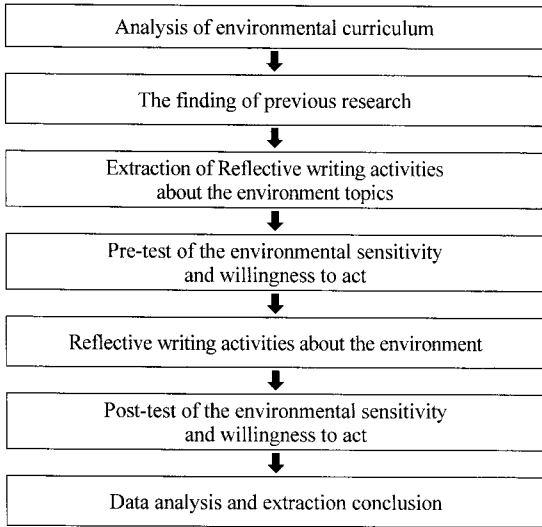 Analysis of environmental curriculum
The finding of previous research
Extraction of Reflective writing activities
about the environment topics
Pre-test of the environmental sensitivity
and willingness to act
Reflective writing activities about the environment
Post-test of the environmental sensitivity
and willingness to act
Data analysis and extraction conclusion